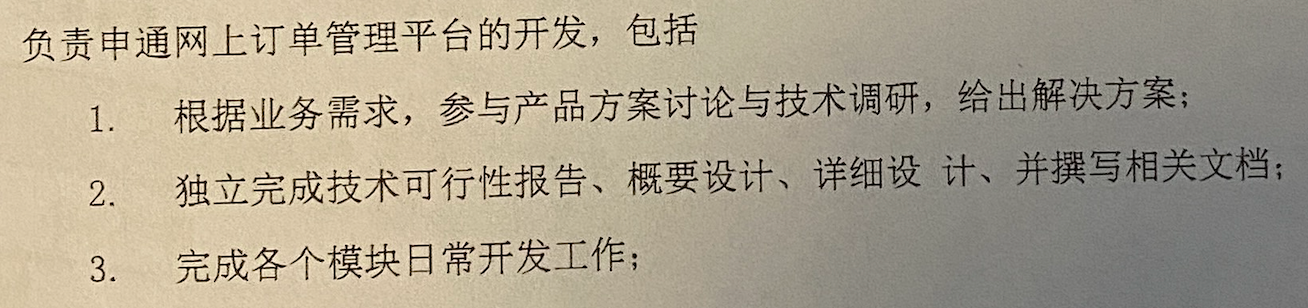 负责申通网上订单管理平台的开发，包括
1. 根据业务需求，参与产品方案讨论与技术调研，给出解决方案；
2. 独立完成技术可行性报告、概要设计、详细设 计、并撰写相关文档；
3. 完成各个模块日常开发工作；